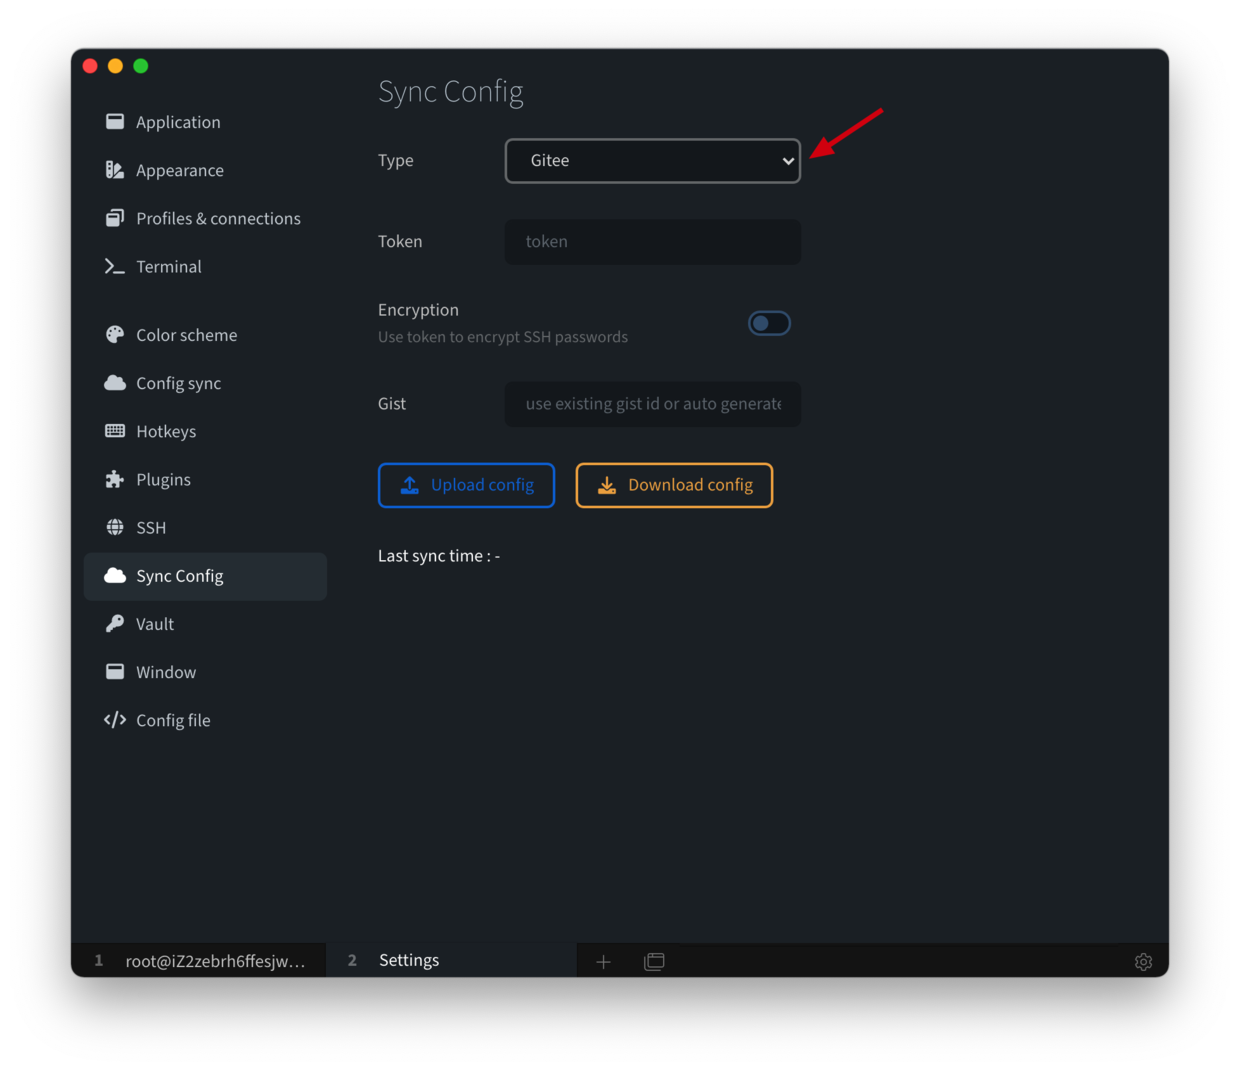 Sync Config
Application
Appearance
Profiles & connections
Terminal
Color scheme
Config sync
Hotkeys
Plugins
SSH
Sync Config
Vault
Window
Config file
Type
Gitee
Token
token
Encryption
Use token to encrypt SSH passwords
Gist
use existing gist id or auto generate
Upload config
Download config
Last sync time : -
1 root@iZ2zebrh6ffesjw...
2 Settings